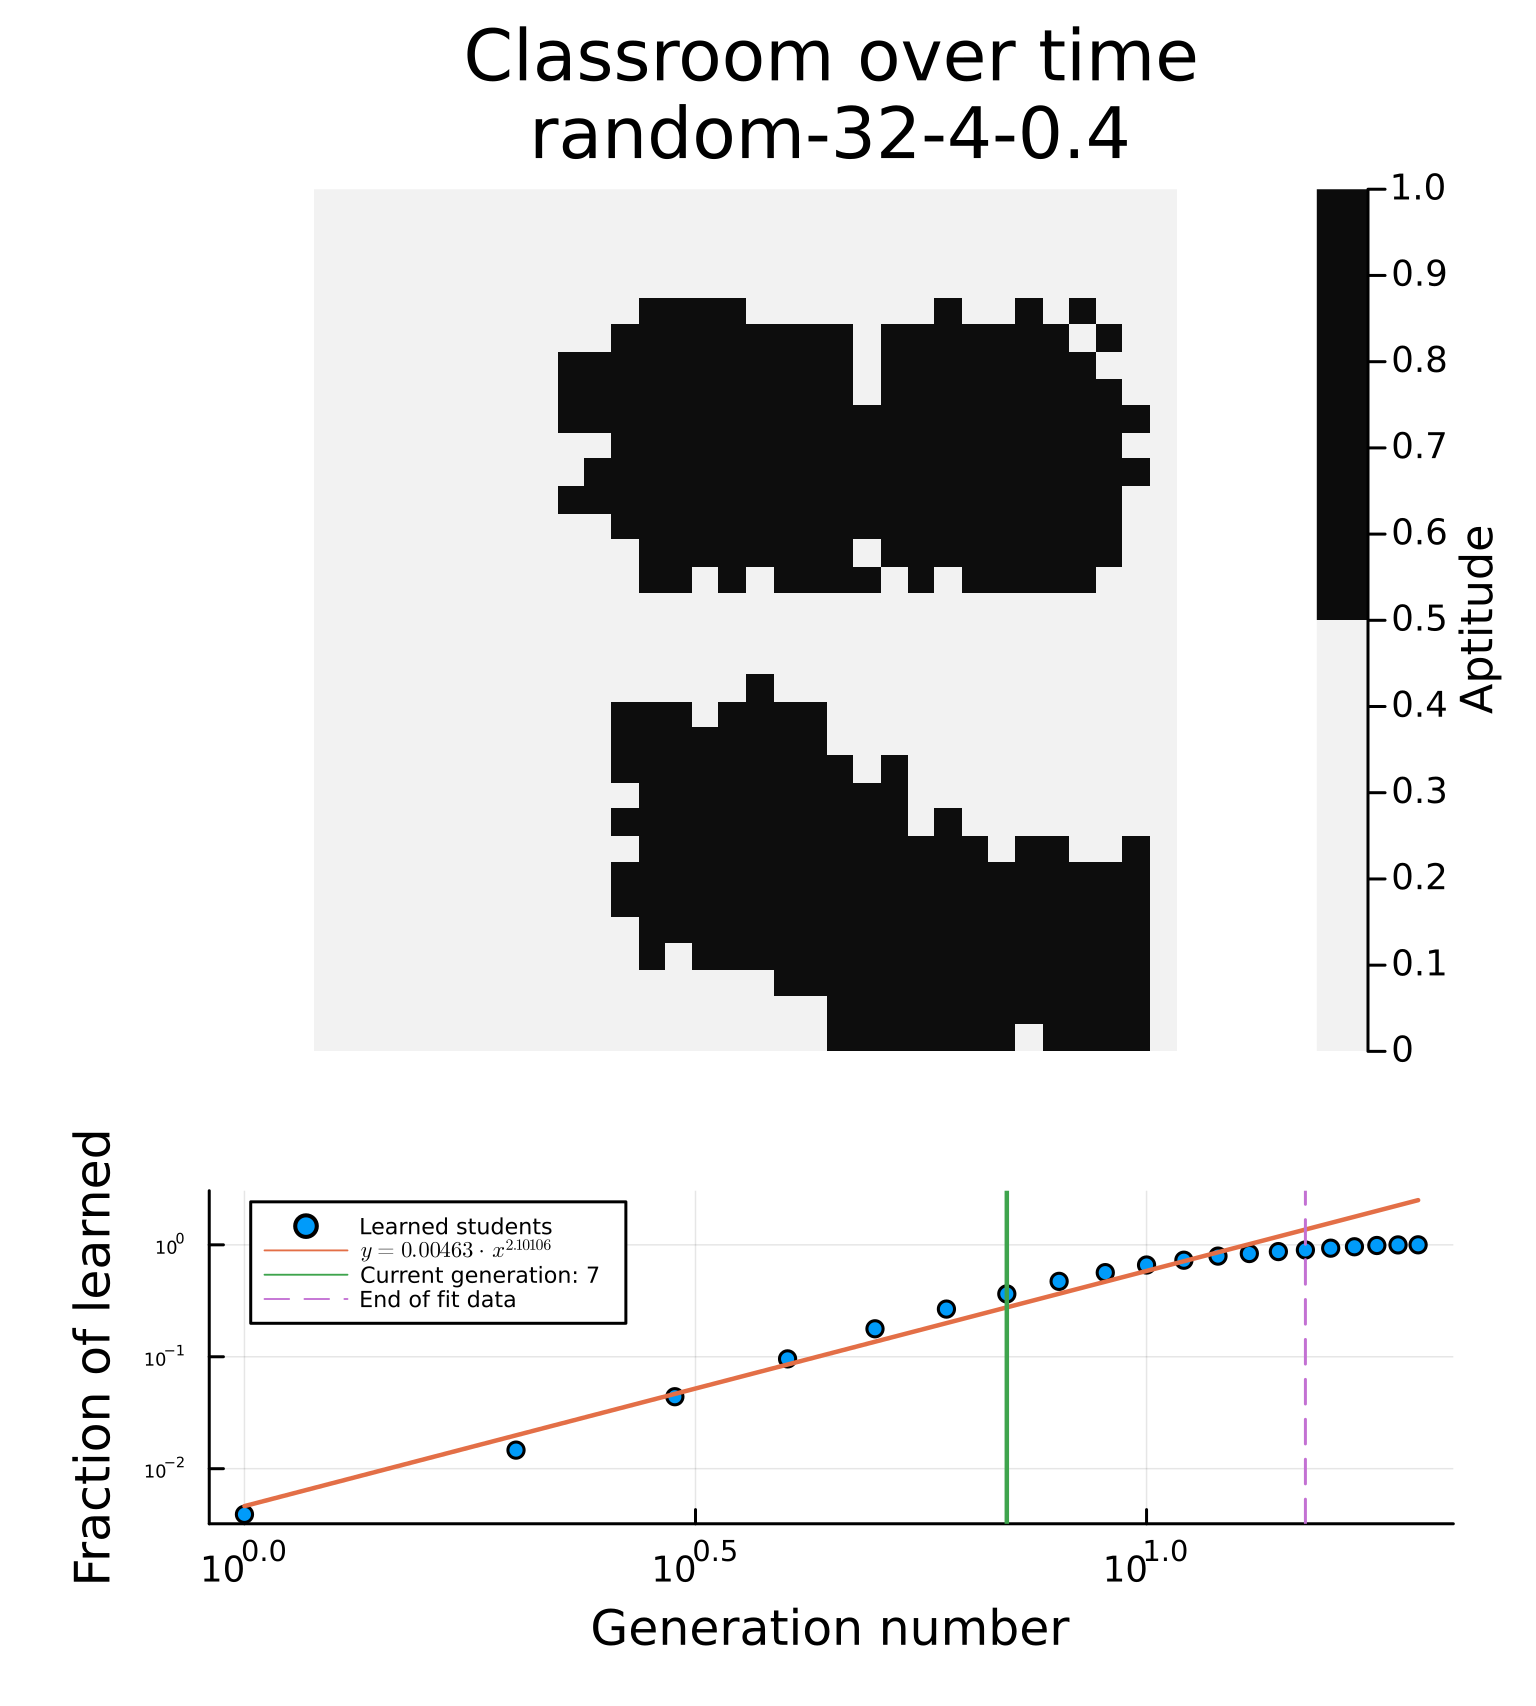 Classroom over time
random-32-4-0.4
1.0
0.9
0.8
0.7
0.6
0.5
0.4
0.3
0.2
0.1
0
Aptitude
Fraction of learned
10⁰
10⁻¹
10⁻²
Learned students
y = 0.00463 · x^2.10106
Current generation: 7
End of fit data
10^0.0
10^0.5
10^1.0
Generation number